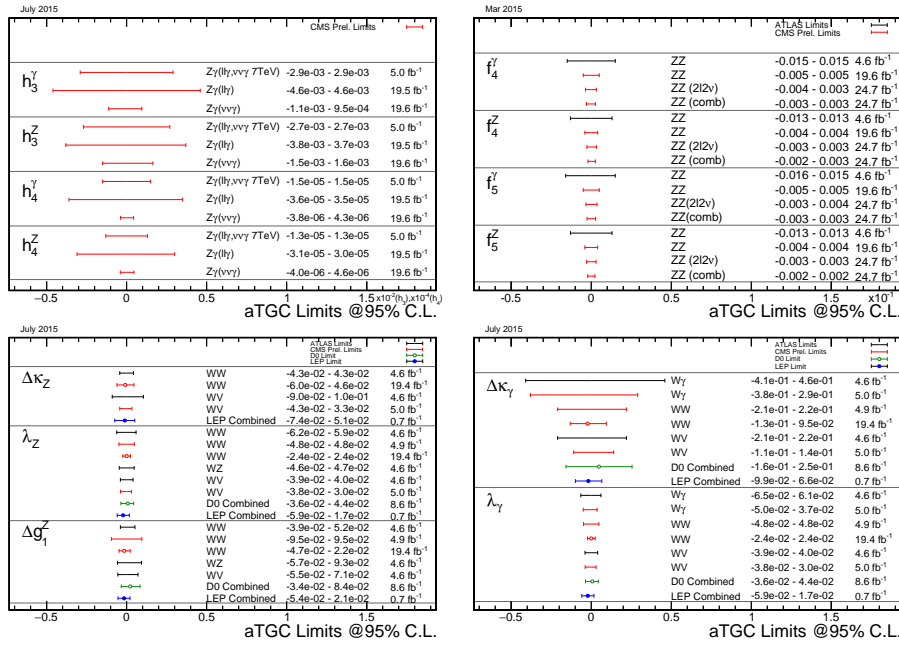 July 2015
CMS Prel. Limits
h₃^γ
Zγ(llγ,ννγ 7TeV) -2.9e-03 - 2.9e-03 5.0 fb⁻¹
Zγ(llγ) -4.6e-03 - 4.6e-03 19.5 fb⁻¹
Zγ(ννγ) -1.1e-03 - 9.5e-04 19.6 fb⁻¹
h₃^Z
Zγ(llγ,ννγ 7TeV) -2.7e-03 - 2.7e-03 5.0 fb⁻¹
Zγ(llγ) -3.8e-03 - 3.7e-03 19.5 fb⁻¹
Zγ(ννγ) -1.5e-03 - 1.6e-03 19.6 fb⁻¹
h₄^γ
Zγ(llγ,ννγ 7TeV) -1.5e-05 - 1.5e-05 5.0 fb⁻¹
Zγ(llγ) -3.6e-05 - 3.5e-05 19.5 fb⁻¹
Zγ(ννγ) -3.8e-06 - 4.3e-06 19.6 fb⁻¹
h₄^Z
Zγ(llγ,ννγ 7TeV) -1.3e-05 - 1.3e-05 5.0 fb⁻¹
Zγ(llγ) -3.1e-05 - 3.0e-05 19.5 fb⁻¹
Zγ(ννγ) -4.0e-06 - 4.6e-06 19.6 fb⁻¹
-0.5 0 0.5 1 1.5 x10⁻²(h₃),x10⁻⁴(h₄)
aTGC Limits @95% C.L.
Mar 2015
ATLAS Limits
CMS Prel. Limits
f₄^γ
ZZ -0.015 - 0.015 4.6 fb⁻¹
ZZ -0.005 - 0.005 19.6 fb⁻¹
ZZ (2l2ν) -0.004 - 0.003 24.7 fb⁻¹
ZZ (comb) -0.003 - 0.003 24.7 fb⁻¹
f₄^Z
ZZ -0.013 - 0.013 4.6 fb⁻¹
ZZ -0.004 - 0.004 19.6 fb⁻¹
ZZ (2l2ν) -0.003 - 0.003 24.7 fb⁻¹
ZZ (comb) -0.002 - 0.003 24.7 fb⁻¹
f₅^γ
ZZ -0.016 - 0.015 4.6 fb⁻¹
ZZ -0.005 - 0.005 19.6 fb⁻¹
ZZ(2l2ν) -0.003 - 0.004 24.7 fb⁻¹
ZZ(comb) -0.003 - 0.003 24.7 fb⁻¹
f₅^Z
ZZ -0.013 - 0.013 4.6 fb⁻¹
ZZ -0.004 - 0.004 19.6 fb⁻¹
ZZ (2l2ν) -0.003 - 0.003 24.7 fb⁻¹
ZZ (comb) -0.002 - 0.002 24.7 fb⁻¹
-0.5 0 0.5 1 1.5 x10⁻¹
aTGC Limits @95% C.L.
July 2015
ATLAS Limits
CMS Prel. Limits
D0 Limit
LEP Limit
Δκ_Z
WW -4.3e-02 - 4.3e-02 4.6 fb⁻¹
WW -6.0e-02 - 4.6e-02 19.4 fb⁻¹
WV -9.0e-02 - 1.0e-01 4.6 fb⁻¹
WV -4.3e-02 - 3.3e-02 5.0 fb⁻¹
LEP Combined -7.4e-02 - 5.1e-02 0.7 fb⁻¹
λ_Z
WW -6.2e-02 - 5.9e-02 4.6 fb⁻¹
WW -4.8e-02 - 4.8e-02 4.9 fb⁻¹
WW -2.4e-02 - 2.4e-02 19.4 fb⁻¹
WZ -4.6e-02 - 4.7e-02 4.6 fb⁻¹
WV -3.9e-02 - 4.0e-02 4.6 fb⁻¹
WV -3.8e-02 - 3.0e-02 5.0 fb⁻¹
D0 Combined -3.6e-02 - 4.4e-02 8.6 fb⁻¹
LEP Combined -5.9e-02 - 1.7e-02 0.7 fb⁻¹
Δg₁^Z
WW -3.9e-02 - 5.2e-02 4.6 fb⁻¹
WW -9.5e-02 - 9.5e-02 4.9 fb⁻¹
WW -4.7e-02 - 2.2e-02 19.4 fb⁻¹
WZ -5.7e-02 - 9.3e-02 4.6 fb⁻¹
WV -5.5e-02 - 7.1e-02 4.6 fb⁻¹
D0 Combined -3.4e-02 - 8.4e-02 8.6 fb⁻¹
LEP Combined -5.4e-02 - 2.1e-02 0.7 fb⁻¹
-0.5 0 0.5 1 1.5
aTGC Limits @95% C.L.
July 2015
ATLAS Limits
CMS Prel. Limits
D0 Limit
LEP Limit
Δκ_γ
Wγ -4.1e-01 - 4.6e-01 4.6 fb⁻¹
Wγ -3.8e-01 - 2.9e-01 5.0 fb⁻¹
WW -2.1e-01 - 2.2e-01 4.9 fb⁻¹
WW -1.3e-01 - 9.5e-02 19.4 fb⁻¹
WV -2.1e-01 - 2.2e-01 4.6 fb⁻¹
WV -1.1e-01 - 1.4e-01 5.0 fb⁻¹
D0 Combined -1.6e-01 - 2.5e-01 8.6 fb⁻¹
LEP Combined -9.9e-02 - 6.6e-02 0.7 fb⁻¹
λ_γ
Wγ -6.5e-02 - 6.1e-02 4.6 fb⁻¹
Wγ -5.0e-02 - 3.7e-02 5.0 fb⁻¹
WW -4.8e-02 - 4.8e-02 4.9 fb⁻¹
WW -2.4e-02 - 2.4e-02 19.4 fb⁻¹
WV -3.9e-02 - 4.0e-02 4.6 fb⁻¹
WV -3.8e-02 - 3.0e-02 5.0 fb⁻¹
D0 Combined -3.6e-02 - 4.4e-02 8.6 fb⁻¹
LEP Combined -5.9e-02 - 1.7e-02 0.7 fb⁻¹
-0.5 0 0.5 1 1.5
aTGC Limits @95% C.L.